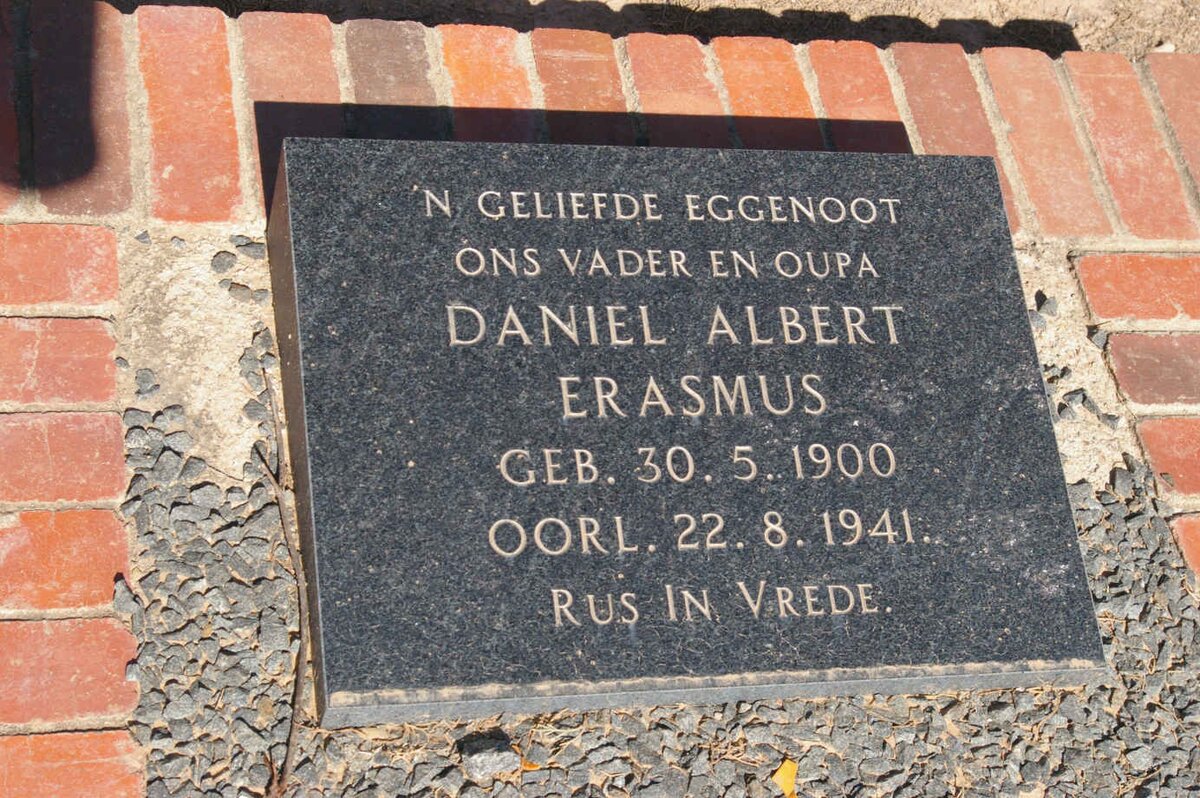 'N GELIEFDE EGGENOOT
ONS VADER EN OUPA
DANIEL ALBERT
ERASMUS
GEB. 30. 5. 1900
OORL. 22. 8. 1941.
RUS IN VREDE.